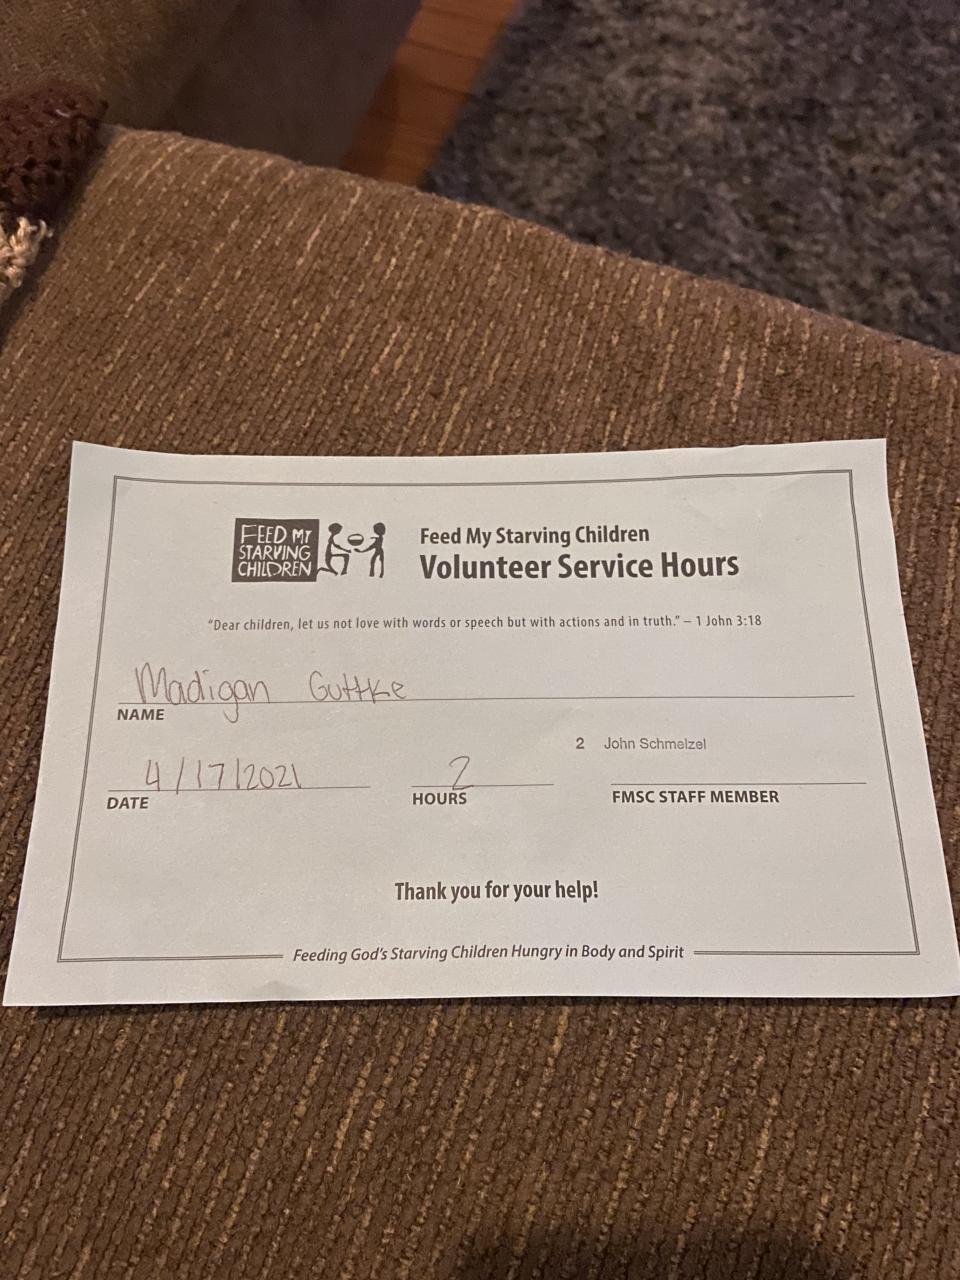 FEED MY
STARVING
CHILDREN
Feed My Starving Children
Volunteer Service Hours
“Dear children, let us not love with words or speech but with actions and in truth.” – 1 John 3:18
Madigan Guttke
NAME
2 John Schmelzel
4/17/2021 2
DATE HOURS FMSC STAFF MEMBER
Thank you for your help!
Feeding God's Starving Children Hungry in Body and Spirit